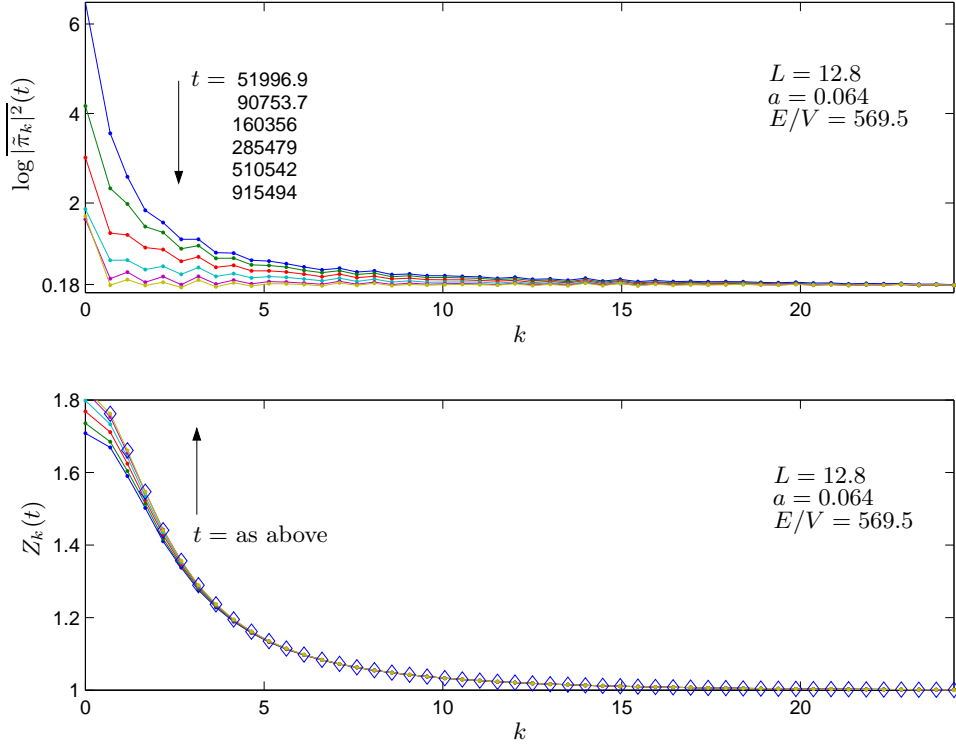 6
4
2
0.18
log |π̃ₖ|²(t)
t = 51996.9
90753.7
160356
285479
510542
915494
L = 12.8
a = 0.064
E/V = 569.5
0 5 10 15 20
k
1.8
1.6
1.4
1.2
1
Zₖ(t)
t = as above
L = 12.8
a = 0.064
E/V = 569.5
0 5 10 15 20
k